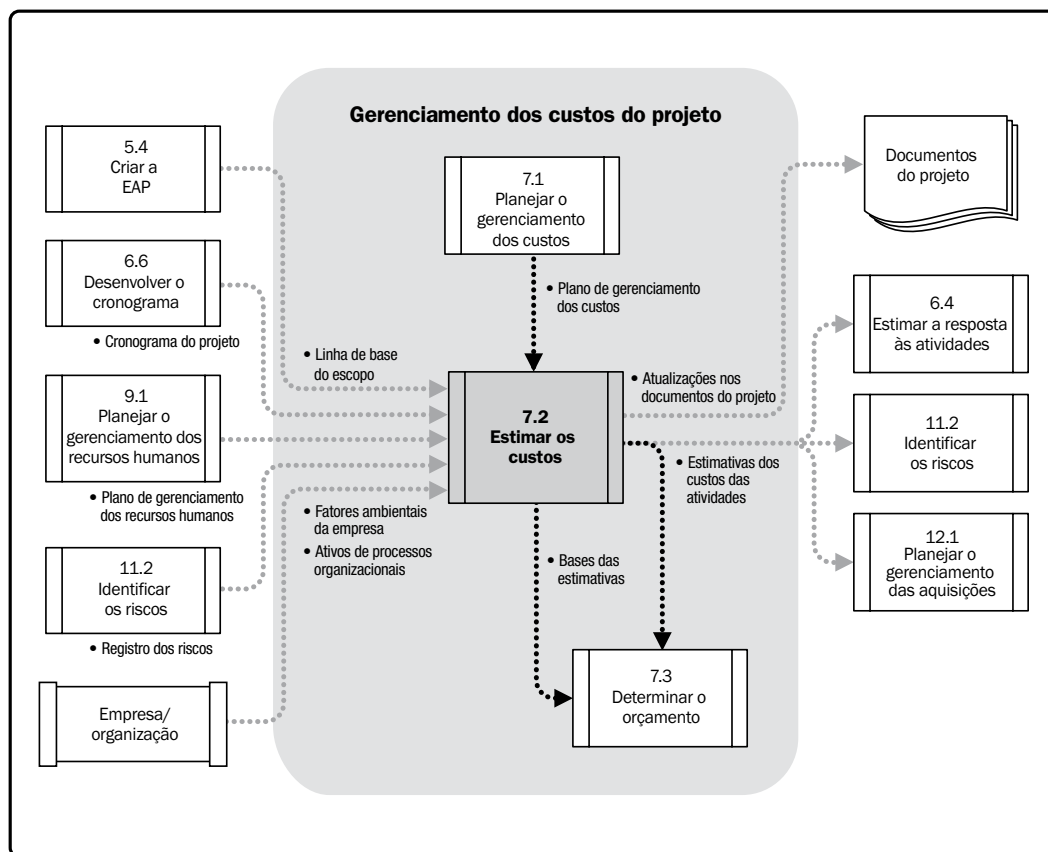 Gerenciamento dos custos do projeto
5.4
Criar a
EAP
6.6
Desenvolver o
cronograma
• Cronograma do projeto
9.1
Planejar o
gerenciamento dos
recursos humanos
• Plano de gerenciamento
dos recursos humanos
11.2
Identificar
os riscos
• Registro dos riscos
Empresa/
organização
• Linha de base
do escopo
• Fatores ambientais
da empresa
• Ativos de processos
organizacionais
7.1
Planejar o
gerenciamento
dos custos
• Plano de gerenciamento
dos custos
7.2
Estimar os
custos
• Atualizações nos
documentos do projeto
• Estimativas dos
custos das
atividades
• Bases das
estimativas
7.3
Determinar o
orçamento
Documentos
do projeto
6.4
Estimar a resposta
às atividades
11.2
Identificar
os riscos
12.1
Planejar o
gerenciamento
das aquisições